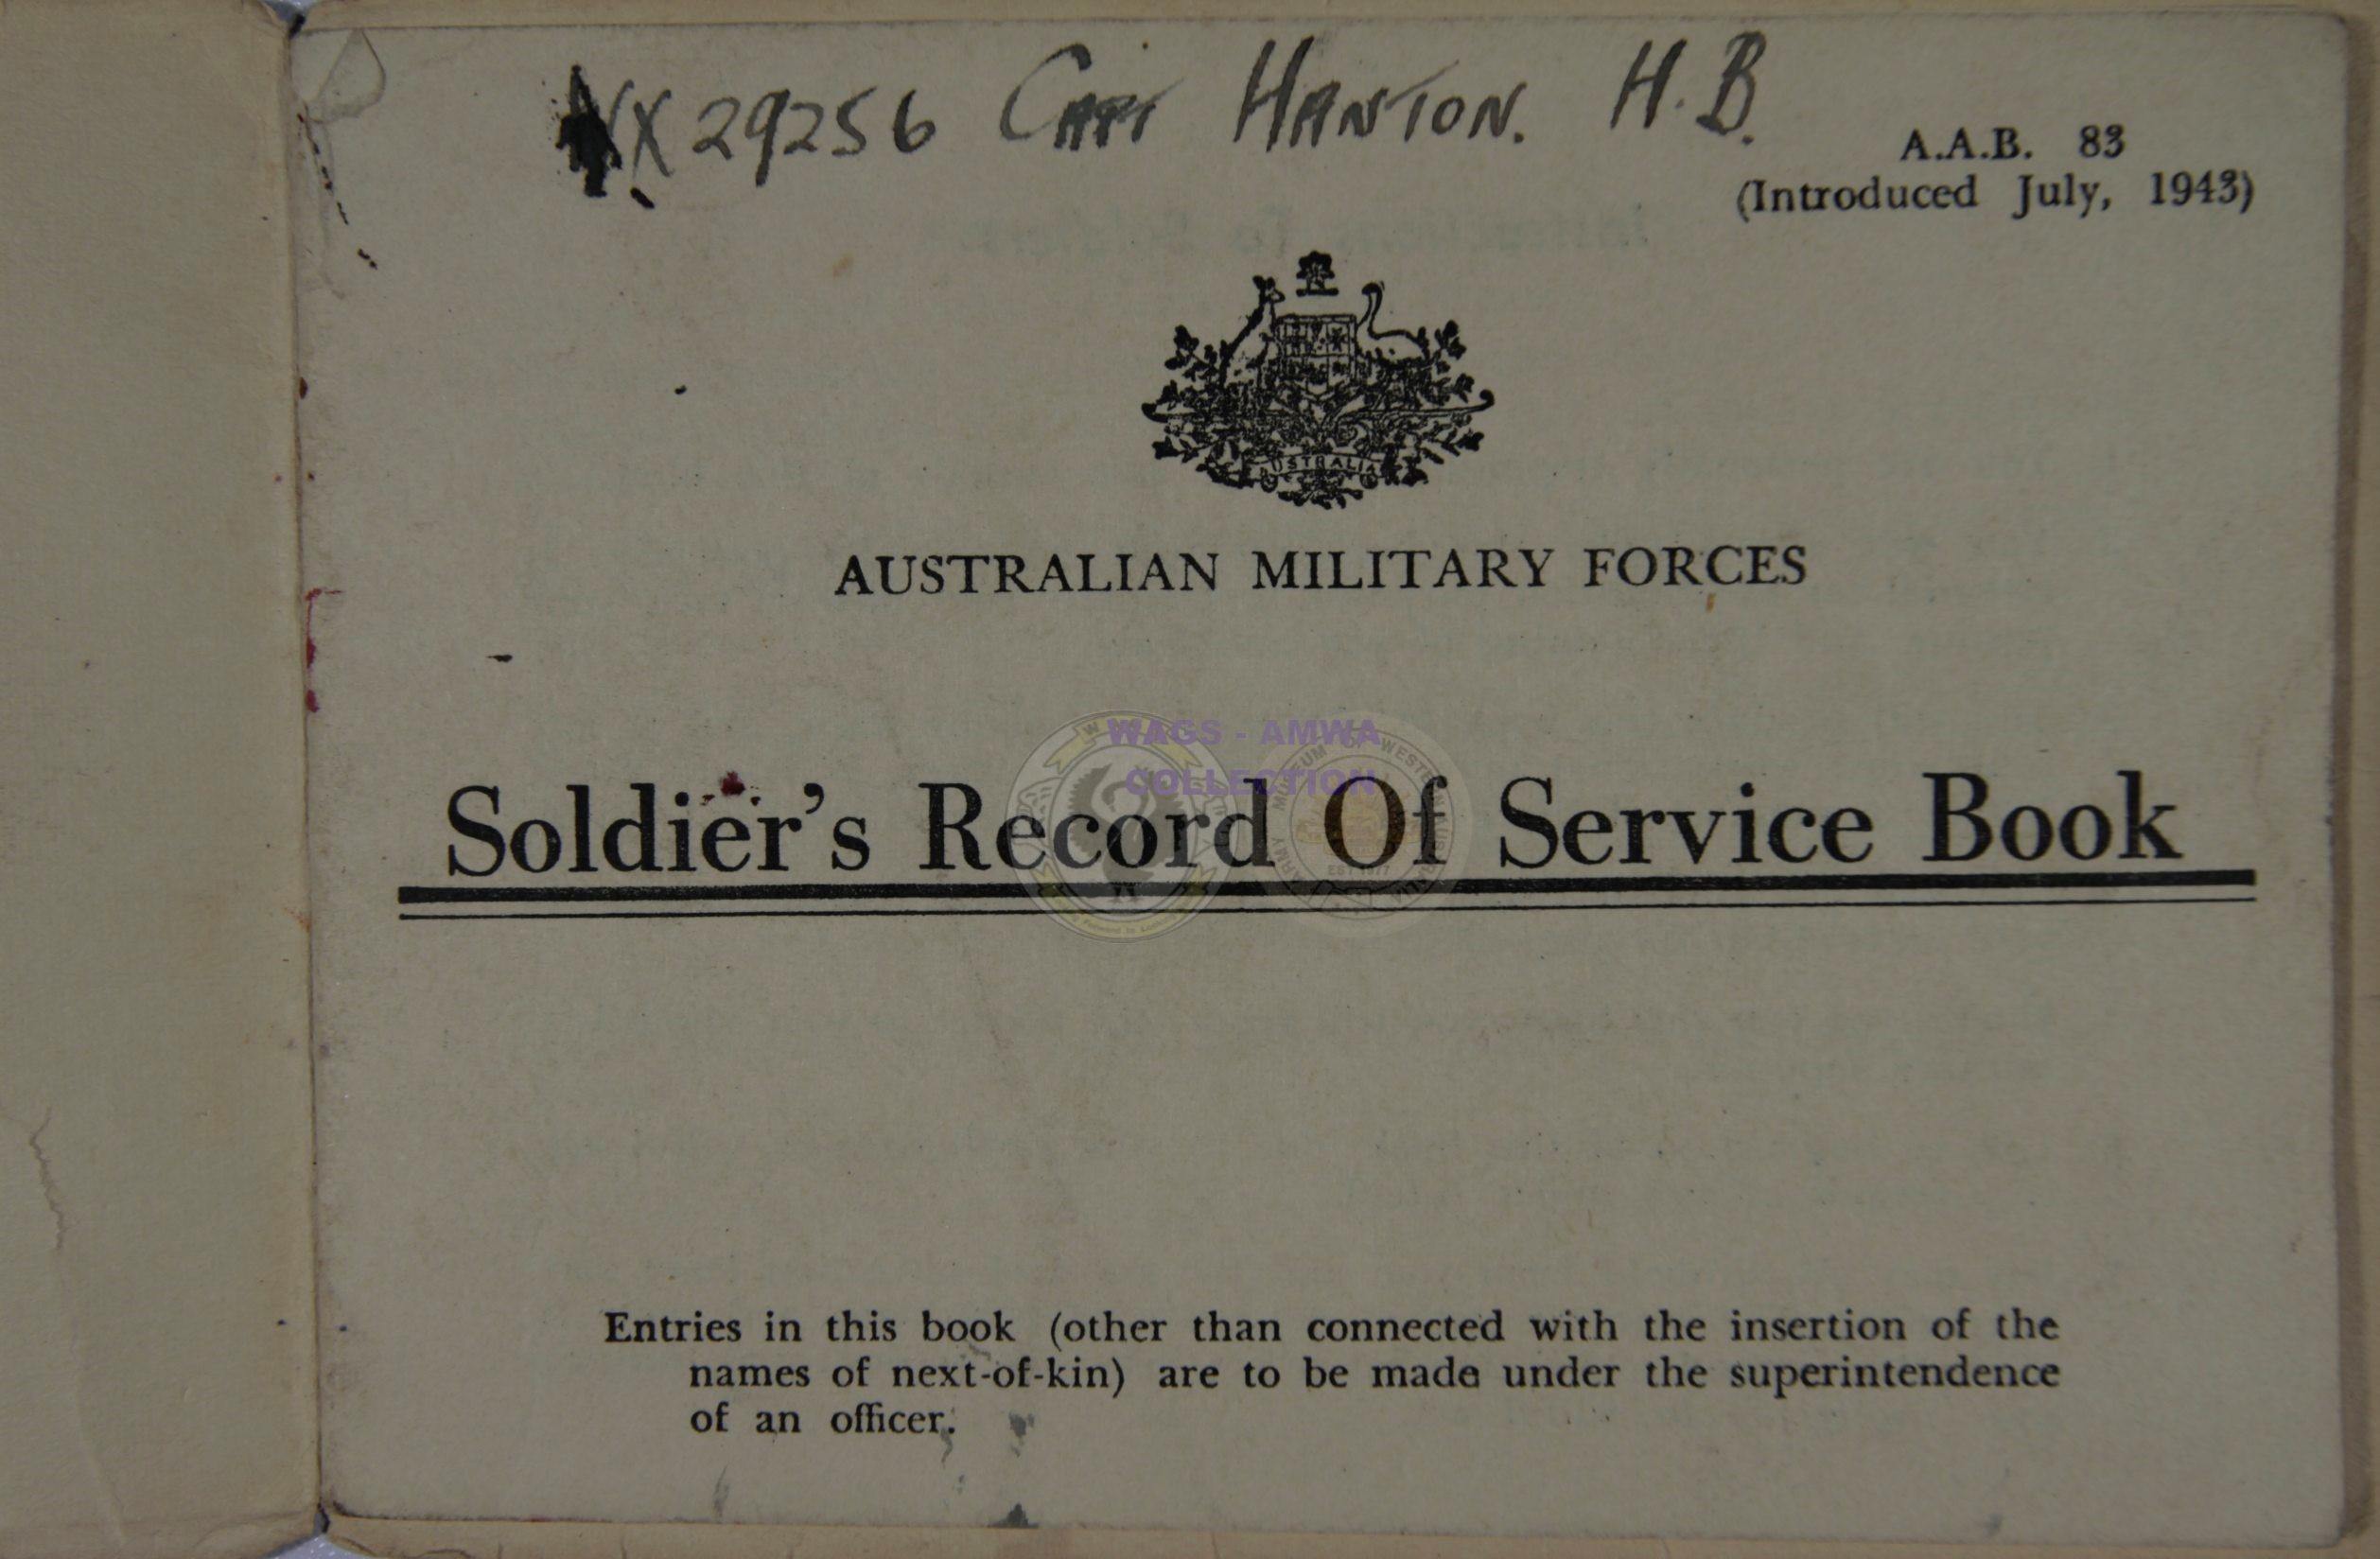 NX 29256 Capt HANTON. H.B.
A.A.B. 83
(Introduced July, 1943)
AUSTRALIA
AUSTRALIAN MILITARY FORCES
WAGS - AMWA
COLLECTION
Soldier's Record Of Service Book
Entries in this book (other than connected with the insertion of the
names of next-of-kin) are to be made under the superintendence
of an officer.